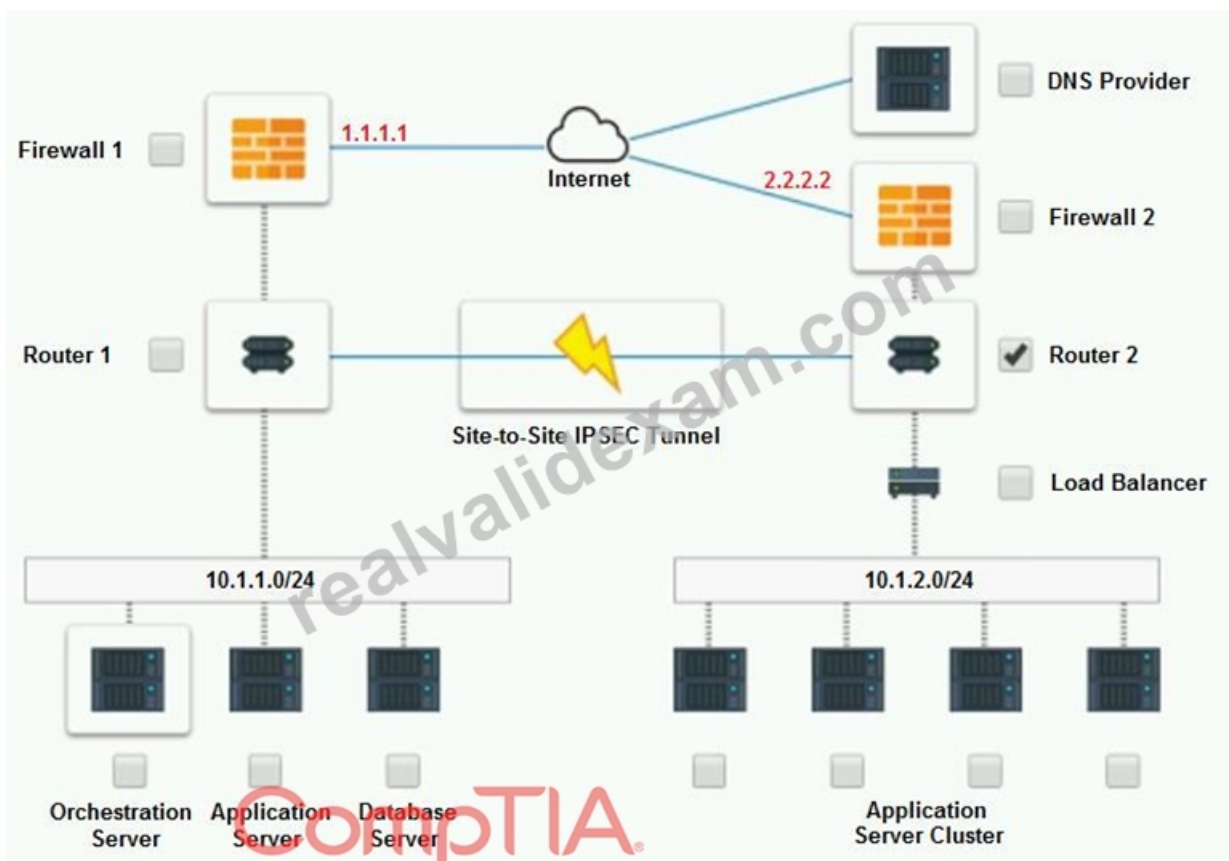 DNS Provider
Firewall 1
1.1.1.1
Internet
2.2.2.2
Firewall 2
Router 1
Router 2
Site-to-Site IPSEC Tunnel
Load Balancer
realvalidexam.com
10.1.1.0/24
10.1.2.0/24
Orchestration
Server
Application
Server
Database
Server
Application
Server Cluster
CompTIA.